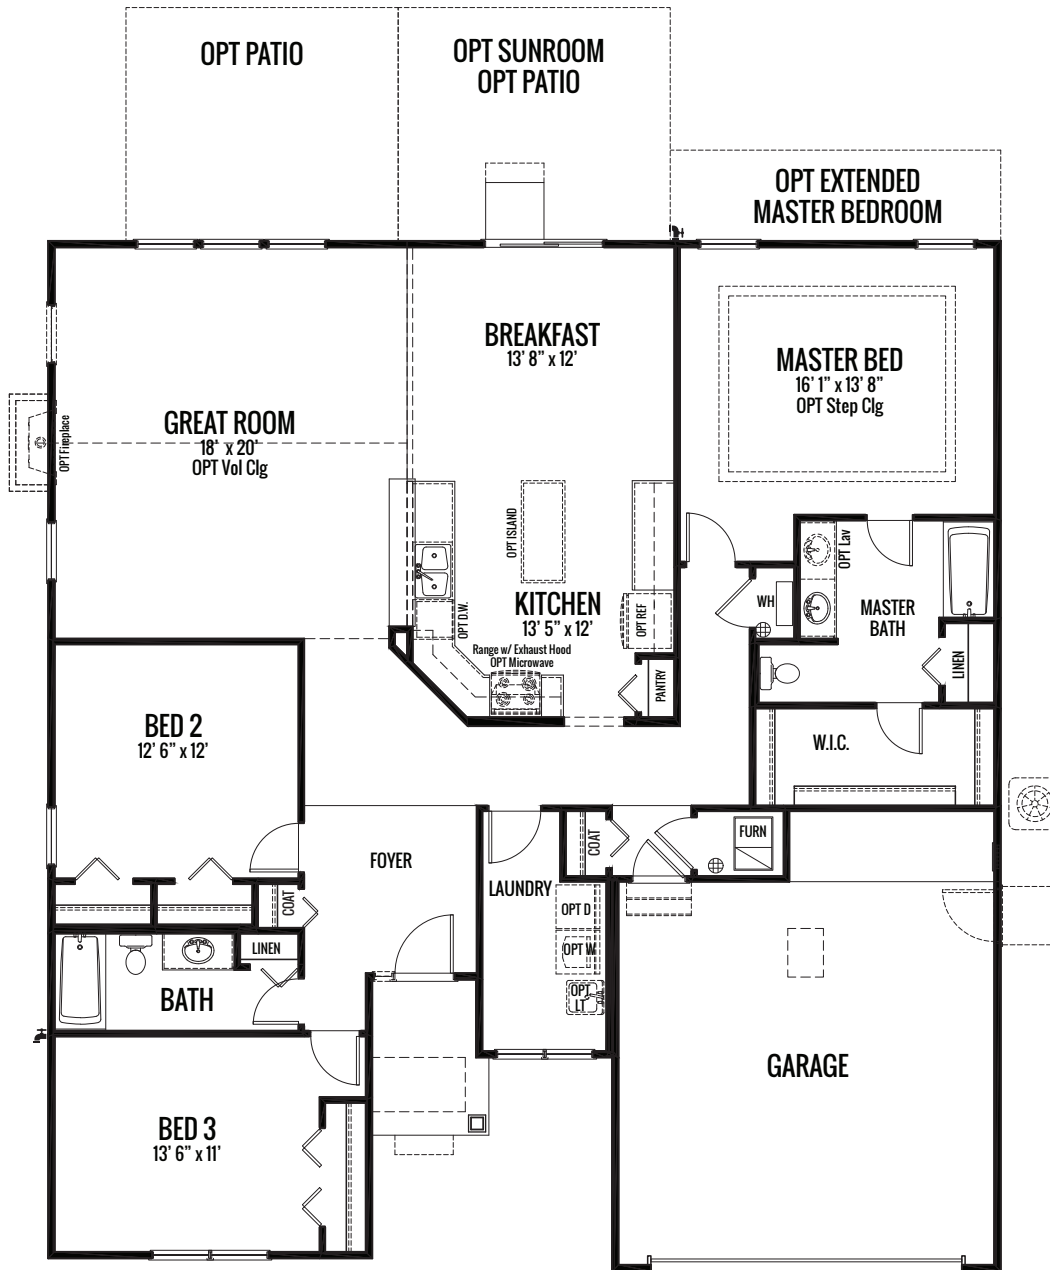 OPT PATIO
OPT SUNROOM
OPT PATIO
OPT EXTENDED
MASTER BEDROOM
BREAKFAST
13' 8" x 12'
MASTER BED
16' 1" x 13' 8"
OPT Step Clg
GREAT ROOM
18' x 20'
OPT Vol Clg
OPT Fireplace
OPT ISLAND
OPT Lav
KITCHEN
13' 5" x 12'
OPT D.W.
OPT REF
Range w/ Exhaust Hood
OPT Microwave
PANTRY
WH
MASTER
BATH
LINEN
BED 2
12' 6" x 12'
W.I.C.
FOYER
COAT
FURN
LAUNDRY
COAT
OPT D
OPT W
OPT
LT
LINEN
BATH
GARAGE
BED 3
13' 6" x 11'